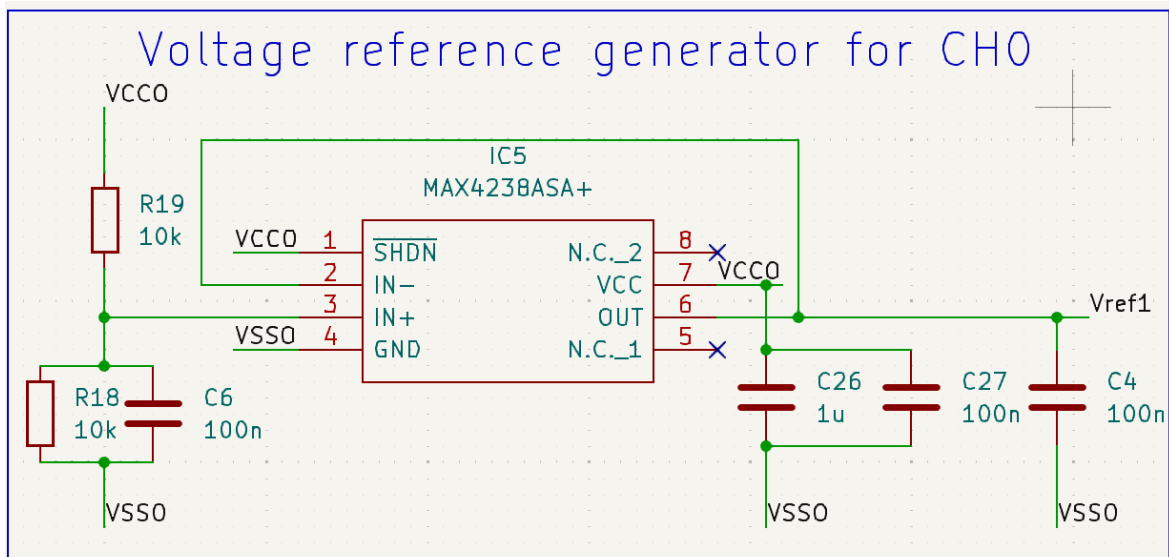 Voltage reference generator for CH0
VCC0
R19
10k
R18
10k
C6
100n
VSS0
IC5
MAX4238ASA+
VCC0
1
SHDN
2
IN-
3
IN+
VSS0
4
GND
N.C._2
8
VCC
7
VCC0
OUT
6
N.C._1
5
Vref1
C26
1u
C27
100n
C4
100n
VSS0
VSS0